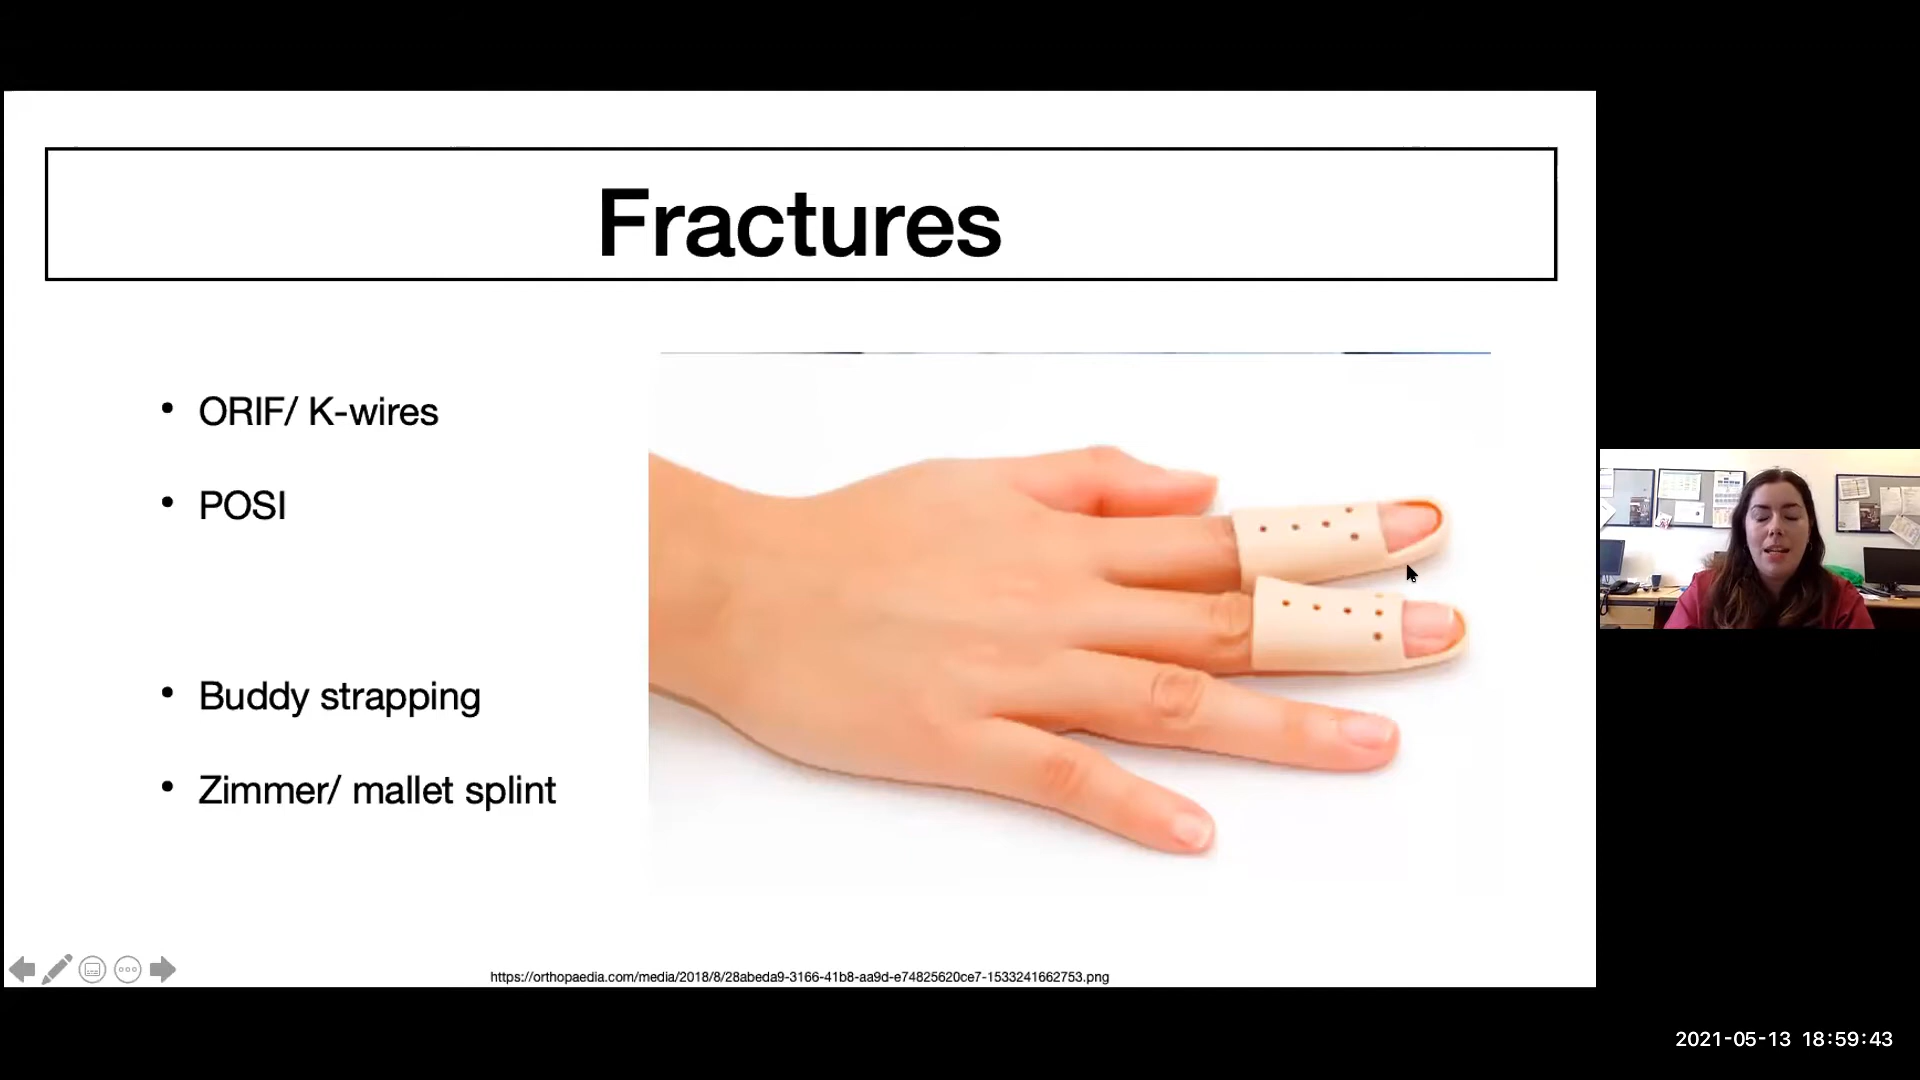 Fractures
• ORIF/ K-wires
• POSI
• Buddy strapping
• Zimmer/ mallet splint
https://orthopaedia.com/media/2018/8/28abeda9-3166-41b8-aa9d-e74825620ce7-1533241662753.png
2021-05-13 18:59:43